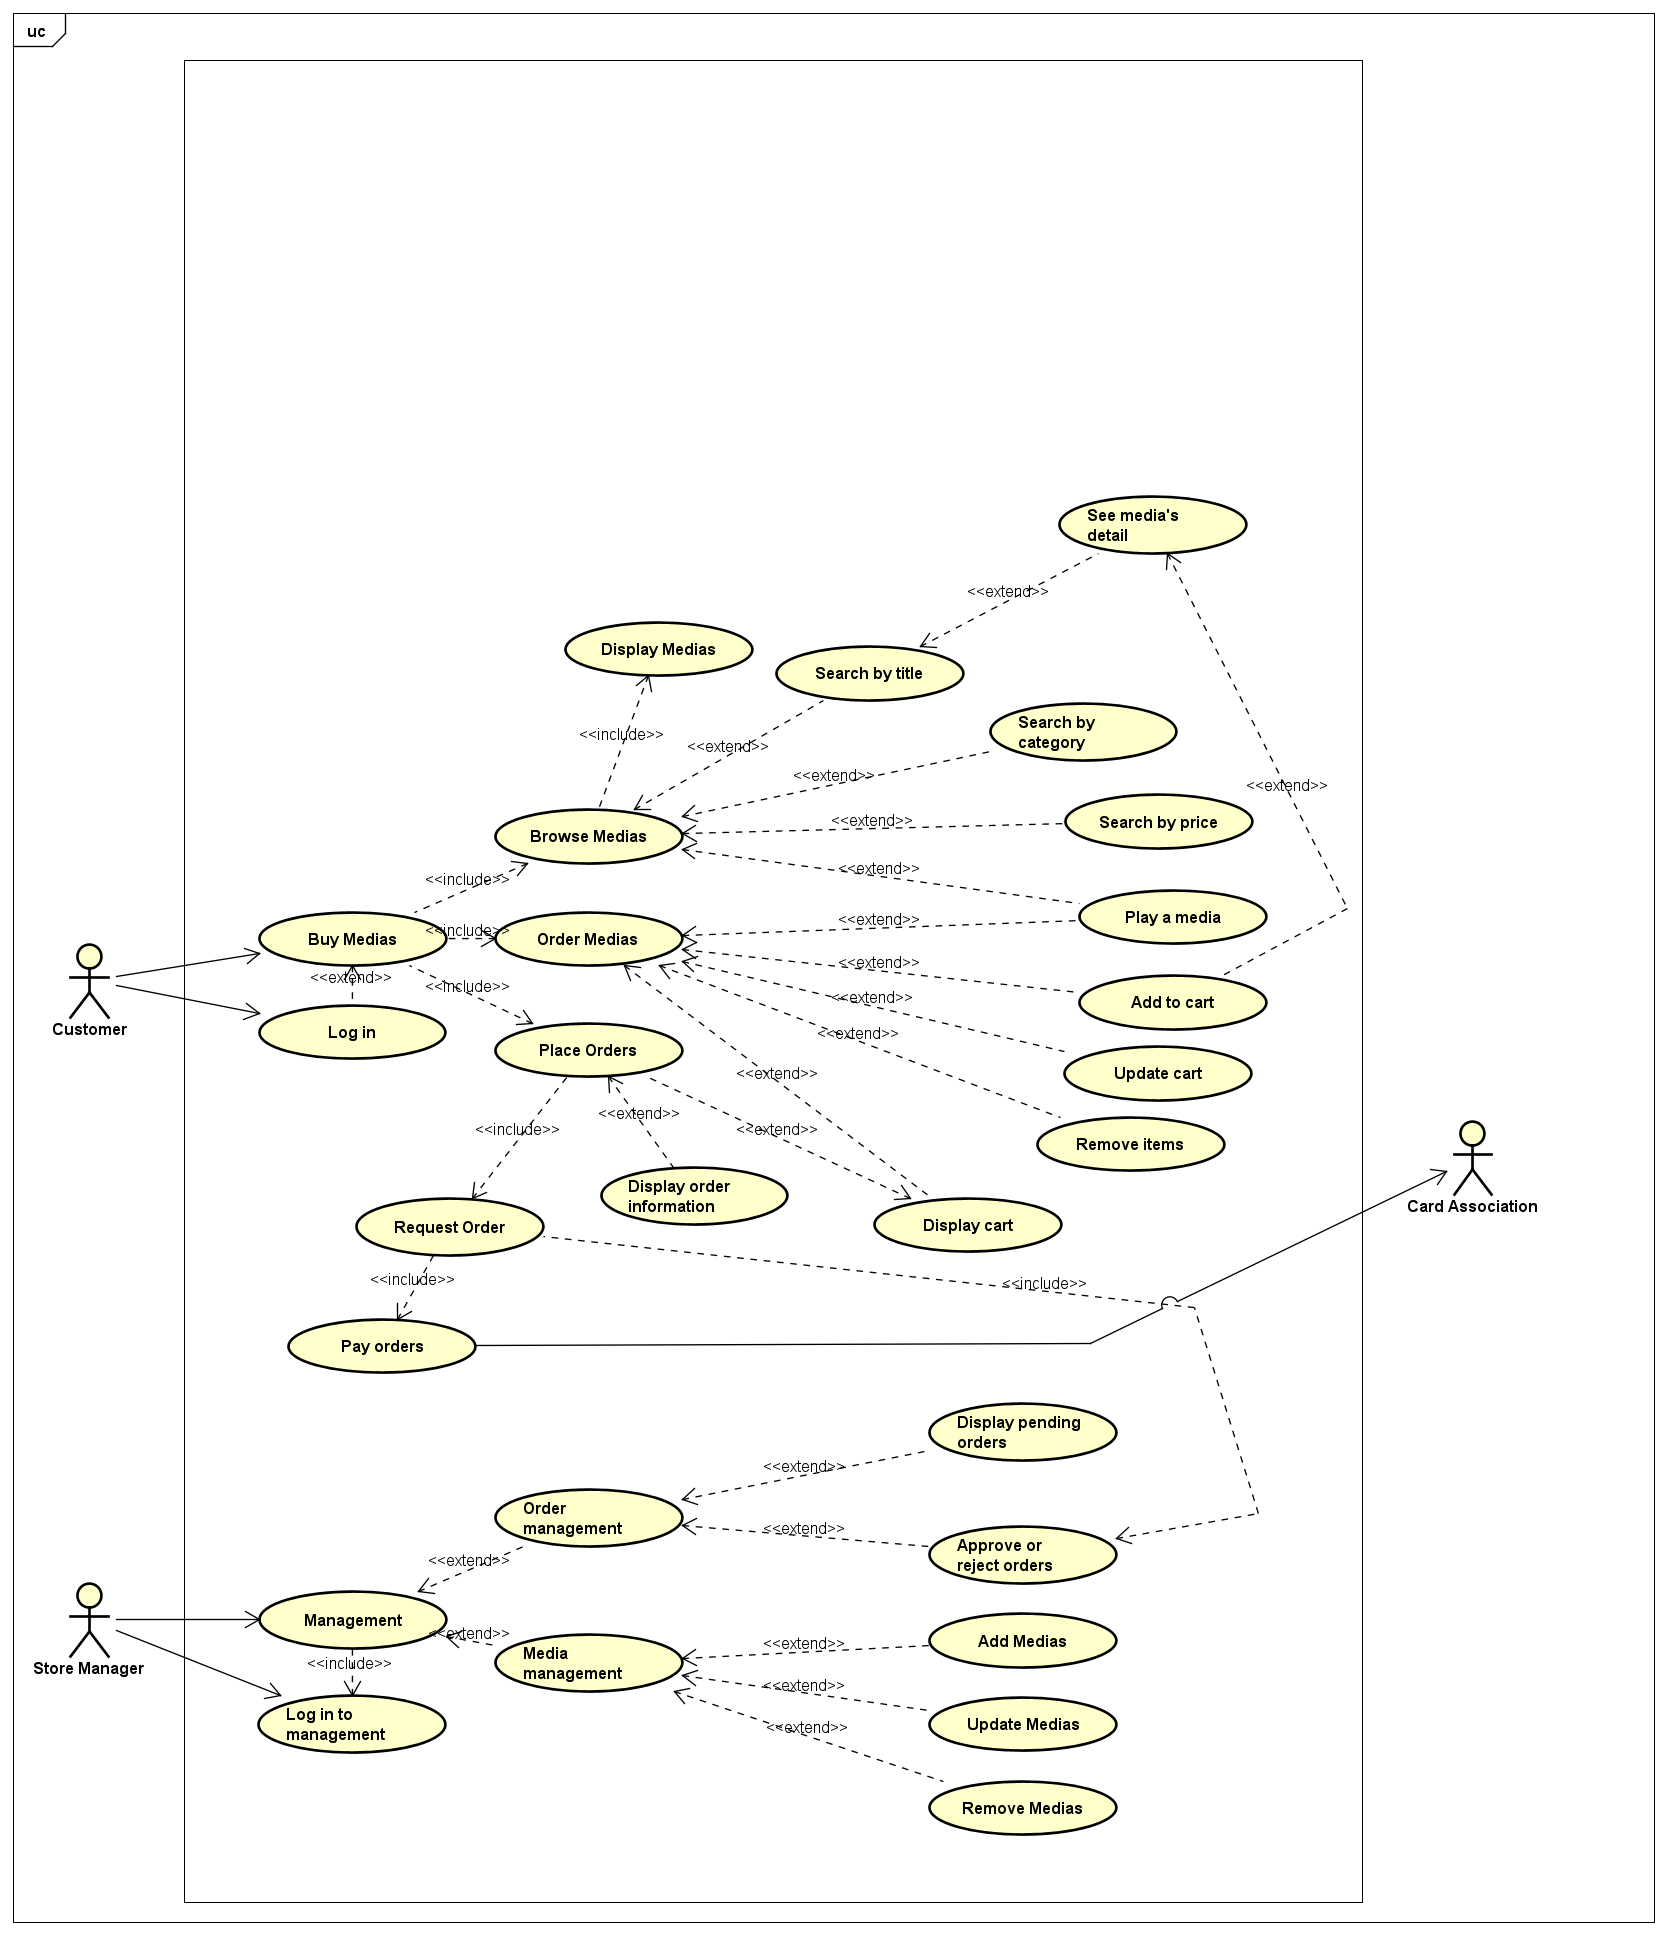 uc
See media's
detail
<<extend>>
Display Medias
Search by title
Search by
category
<<include>>
<<extend>>
<<extend>>
<<extend>>
Search by price
<<extend>>
Browse Medias
<<extend>>
<<include>>
Play a media
<<extend>>
Buy Medias
<<include>>
Order Medias
<<extend>>
<<extend>>
<<include>>
<<extend>>
Add to cart
Customer
Log in
<<extend>>
Place Orders
<<extend>>
Update cart
<<extend>>
<<include>>
<<extend>>
Remove items
Display order
information
Request Order
Display cart
Card Association
<<include>>
<<include>>
Pay orders
Display pending
orders
<<extend>>
Order
management
<<extend>>
Approve or
reject orders
<<extend>>
Management
<<extend>>
Add Medias
<<extend>>
Store Manager
<<include>>
Media
management
<<extend>>
Log in to
management
Update Medias
<<extend>>
Remove Medias